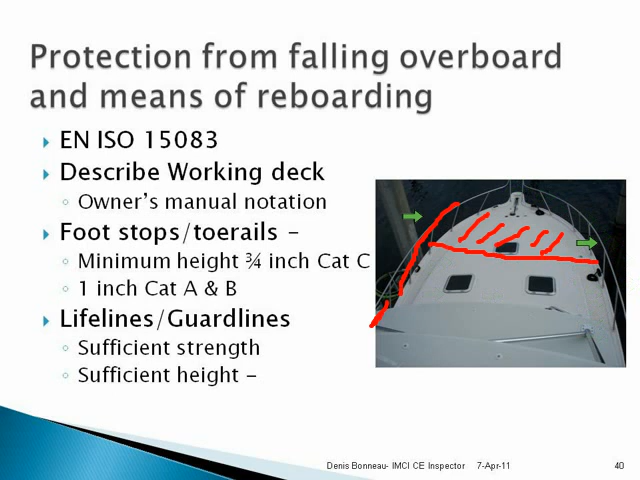 Protection from falling overboard
and means of reboarding
EN ISO 15083
Describe Working deck
Owner’s manual notation
Foot stops/toerails -
Minimum height ¾ inch Cat C
1 inch Cat A & B
Lifelines/Guardlines
Sufficient strength
Sufficient height -
Denis Bonneau- IMCI CE Inspector 7-Apr-11 40